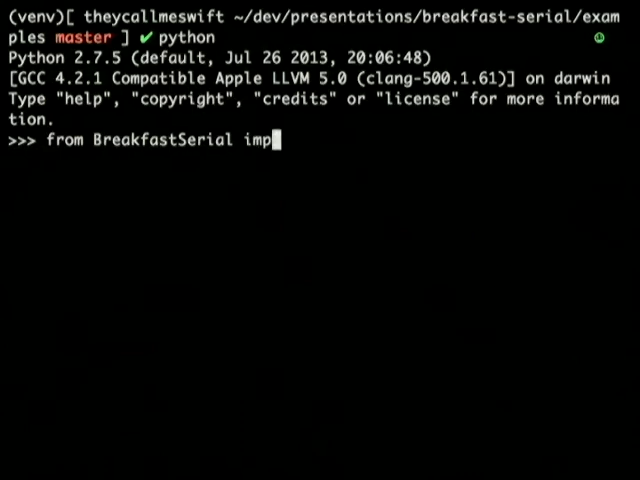 (venv)[ theycallmeswift ~/dev/presentations/breakfast-serial/exam
ples master ] ✔ python ☺
Python 2.7.5 (default, Jul 26 2013, 20:06:48)
[GCC 4.2.1 Compatible Apple LLVM 5.0 (clang-500.1.61)] on darwin
Type "help", "copyright", "credits" or "license" for more informa
tion.
>>> from BreakfastSerial imp